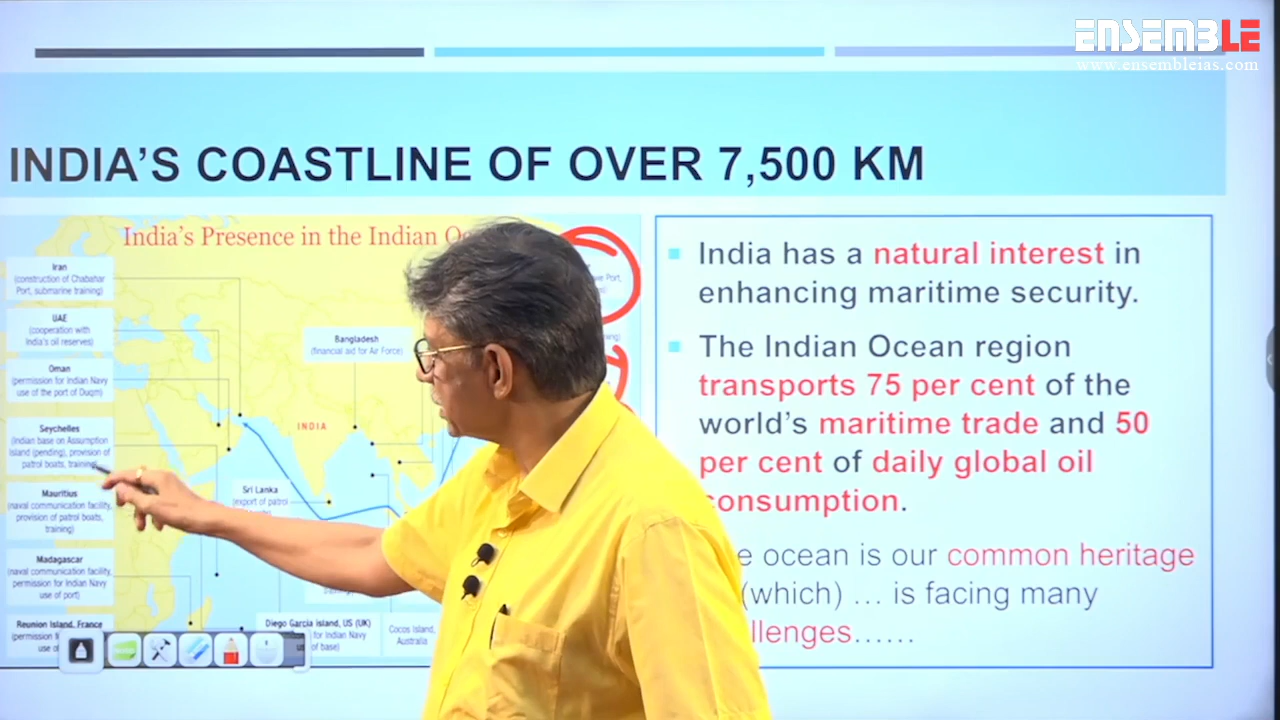 ENSEMBLE
www.ensembleias.com
INDIA'S COASTLINE OF OVER 7,500 KM
India's Presence in the Indian
Iran
(construction of Chabahar
Port, submarine training)
UAE
(cooperation with
India's oil reserves)
Oman
(permission for Indian Navy
use of the port of Duqm)
Seychelles
(Indian base on Assumption
Island (pending), provision of
patrol boats, training)
Mauritius
(naval communication facility,
provision of patrol boats,
training)
Madagascar
(naval communication facility,
permission for Indian Navy
use of port)
Reunion Island, France
Bangladesh
(financial aid for Air Force)
INDIA
Sri Lanka
(export of patrol
Diego Garcia island, US (UK)
for Indian Navy
of base)
Cocos Island,
Australia
Port,
India has a natural interest in
enhancing maritime security.
The Indian Ocean region
transports 75 per cent of the
world's maritime trade and 50
per cent of daily global oil
consumption.
ocean is our common heritage
(which) ... is facing many